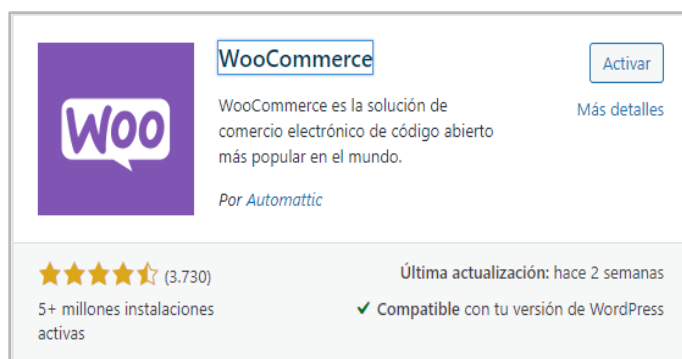 WooCommerce
Activar
WooCommerce es la solución de
comercio electrónico de código abierto
más popular en el mundo.
Más detalles
Por Automattic
WOO
(3.730)
5+ millones instalaciones
activas
Última actualización: hace 2 semanas
Compatible con tu versión de WordPress